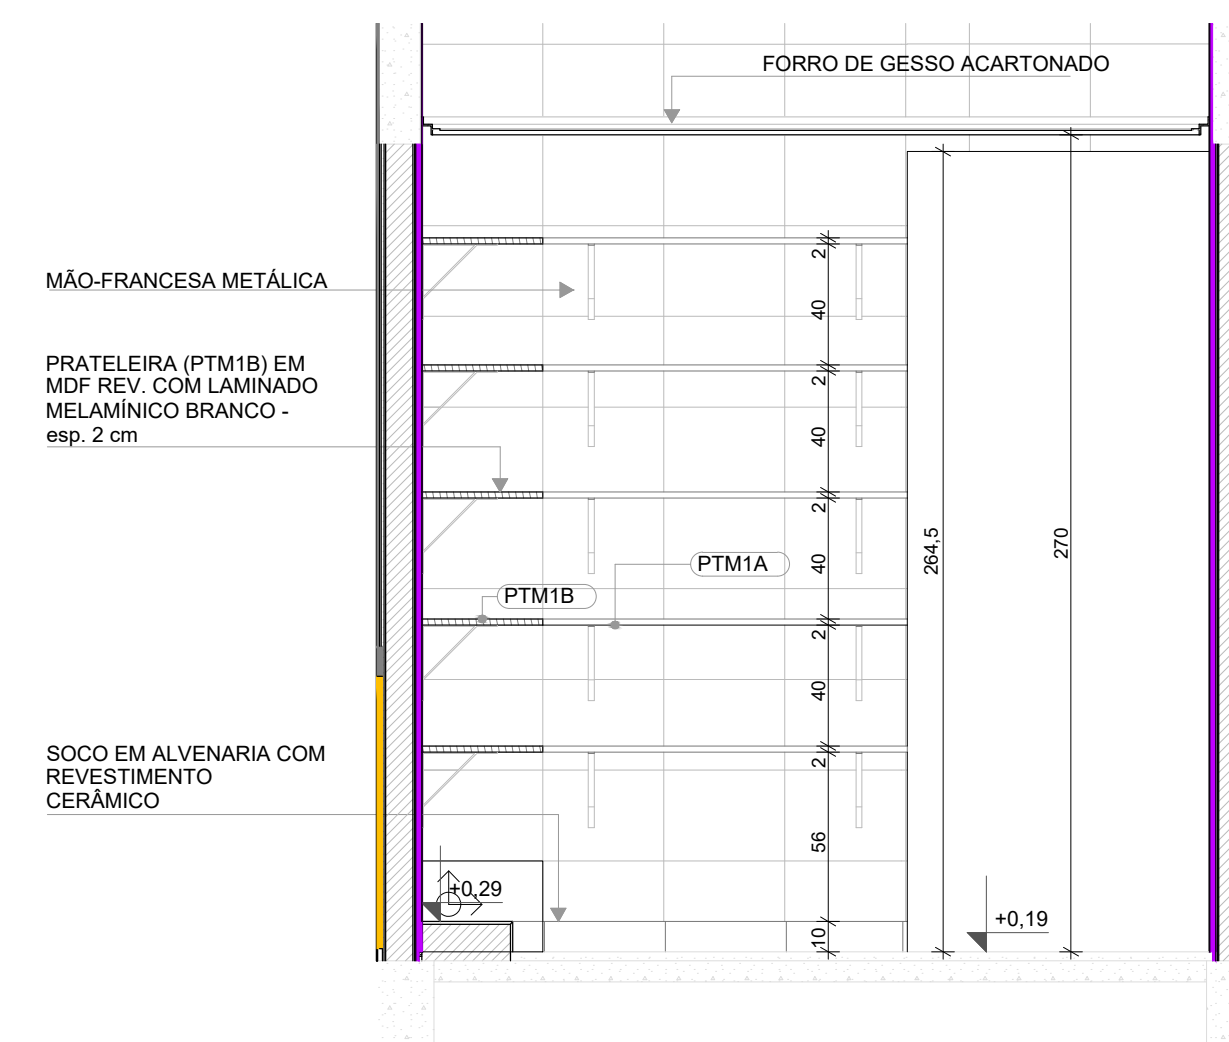 FORRO DE GESSO ACARTONADO
MÃO-FRANCESA METÁLICA
PRATELEIRA (PTM1B) EM
MDF REV. COM LAMINADO
MELAMÍNICO BRANCO -
esp. 2 cm
PTM1A
PTM1B
SOCO EM ALVENARIA COM
REVESTIMENTO
CERÂMICO
2
40
2
40
2
40
2
40
2
56
10
264,5
270
+0,29
+0,19